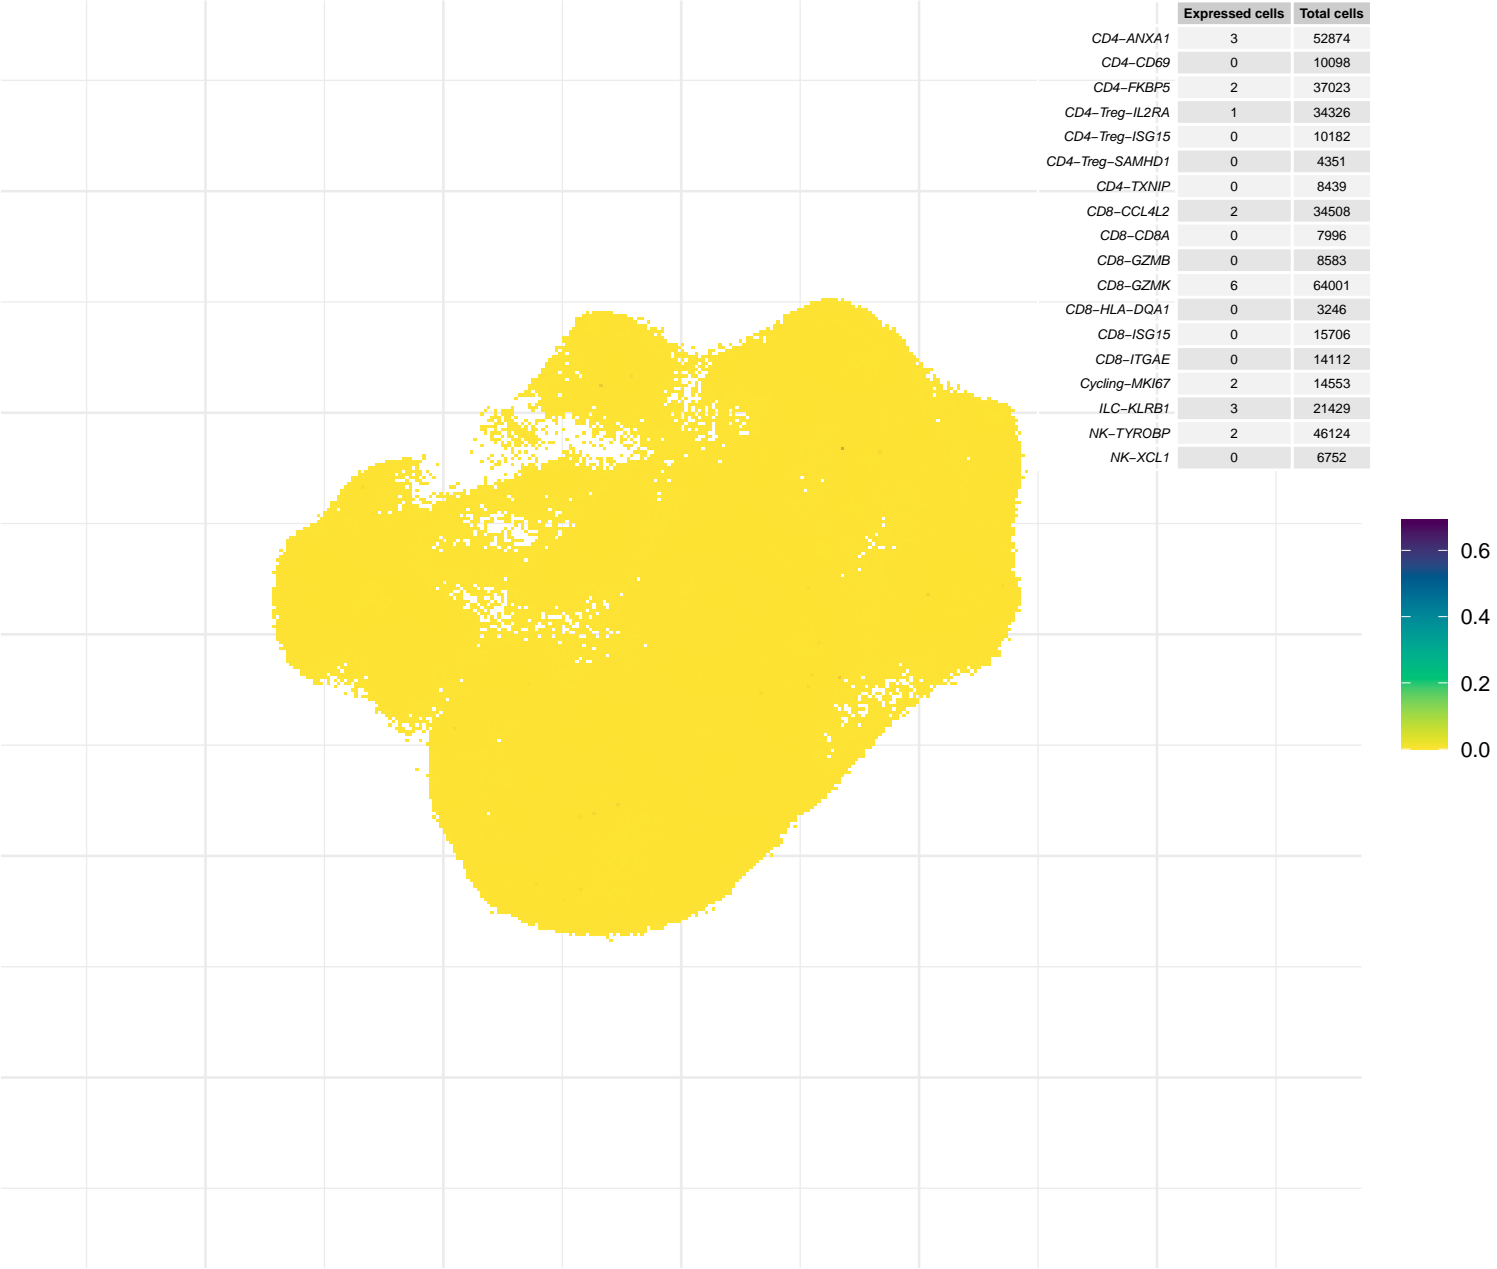 Expressed cells Total cells
CD4−ANXA1 3 52874
CD4−CD69 0 10098
CD4−FKBP5 2 37023
CD4−Treg−IL2RA 1 34326
CD4−Treg−ISG15 0 10182
CD4−Treg−SAMHD1 0 4351
CD4−TXNIP 0 8439
CD8−CCL4L2 2 34508
CD8−CD8A 0 7996
CD8−GZMB 0 8583
CD8−GZMK 6 64001
CD8−HLA−DQA1 0 3246
CD8−ISG15 0 15706
CD8−ITGAE 0 14112
Cycling−MKI67 2 14553
ILC−KLRB1 3 21429
NK−TYROBP 2 46124
NK−XCL1 0 6752
0.6
0.4
0.2
0.0